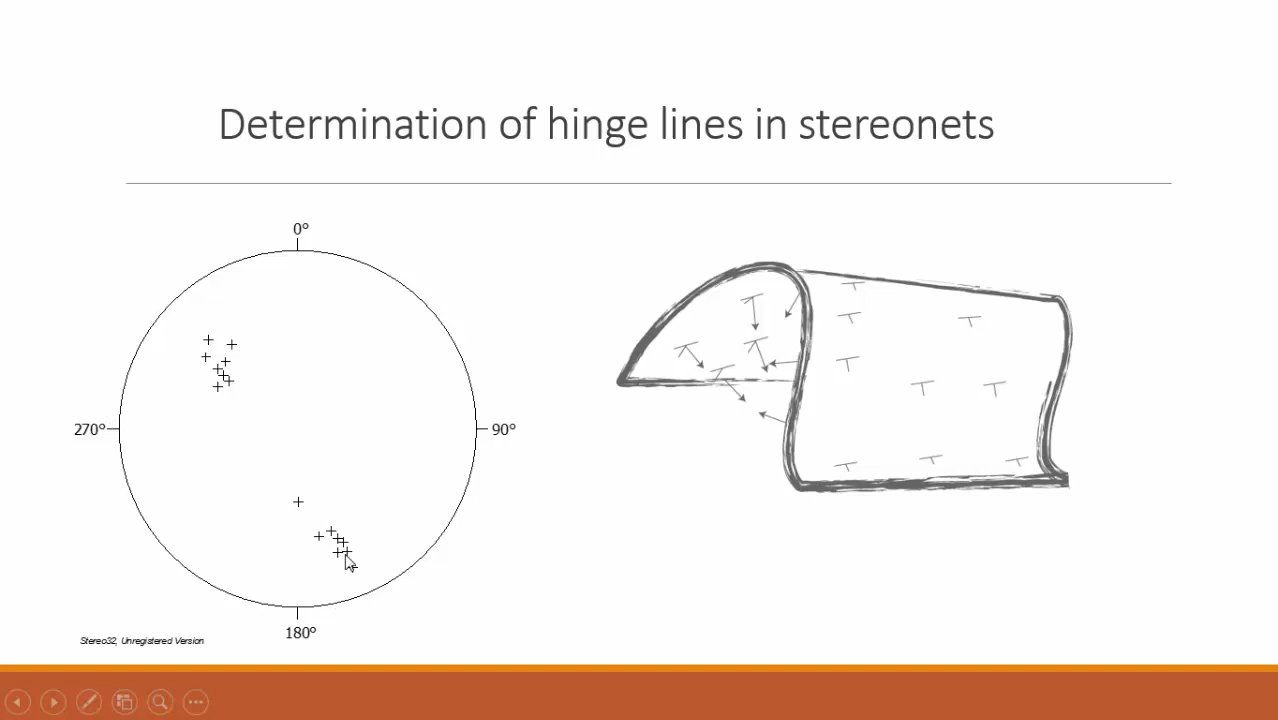 Determination of hinge lines in stereonets
0°
270°
90°
180°
Stereo32, Unregistered Version